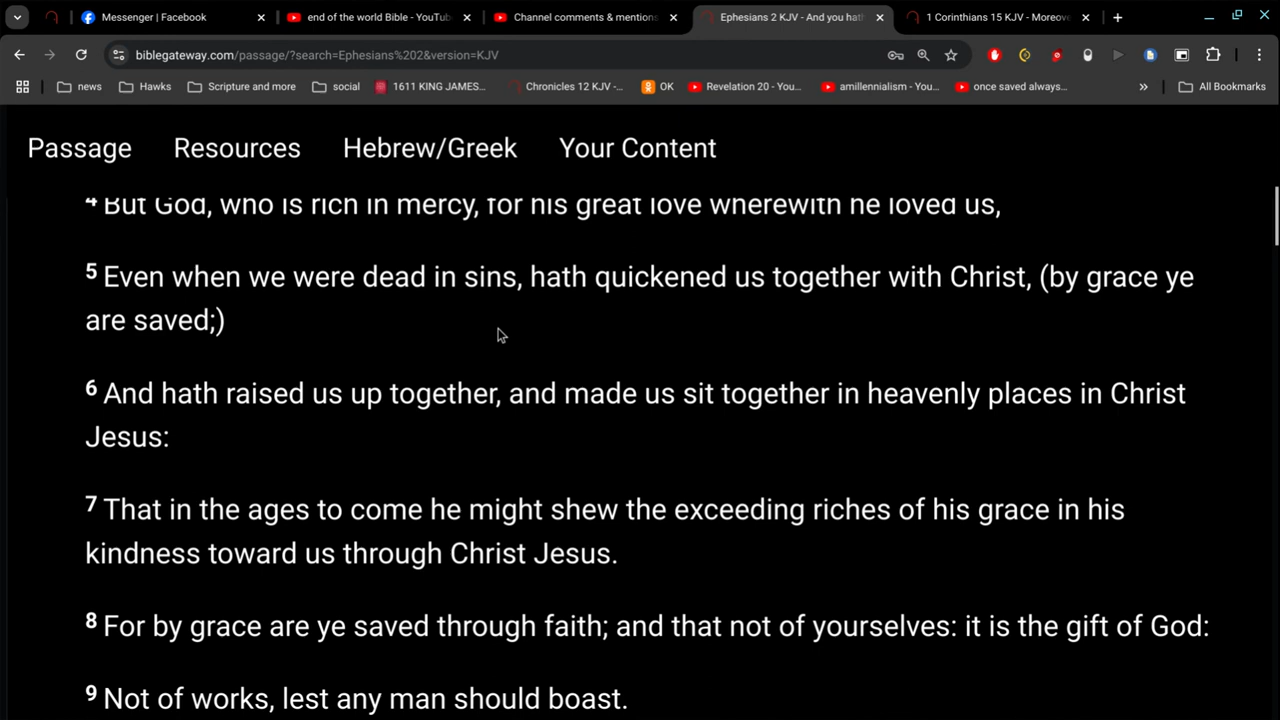 Messenger | Facebook
end of the world Bible - YouTub
Channel comments & mentions
Ephesians 2 KJV - And you hat
1 Corinthians 15 KJV - Moreov
biblegateway.com/passage/?search=Ephesians%202&version=KJV
news
Hawks
Scripture and more
social
1611 KING JAMES...
Chronicles 12 KJV -...
OK
Revelation 20 - You...
amillennialism - You...
once saved always...
All Bookmarks
Passage
Resources
Hebrew/Greek
Your Content
4 But God, who is rich in mercy, for his great love wherewith he loved us,
5 Even when we were dead in sins, hath quickened us together with Christ, (by grace ye
are saved;)
6 And hath raised us up together, and made us sit together in heavenly places in Christ
Jesus:
7 That in the ages to come he might shew the exceeding riches of his grace in his
kindness toward us through Christ Jesus.
8 For by grace are ye saved through faith; and that not of yourselves: it is the gift of God:
9 Not of works, lest any man should boast.